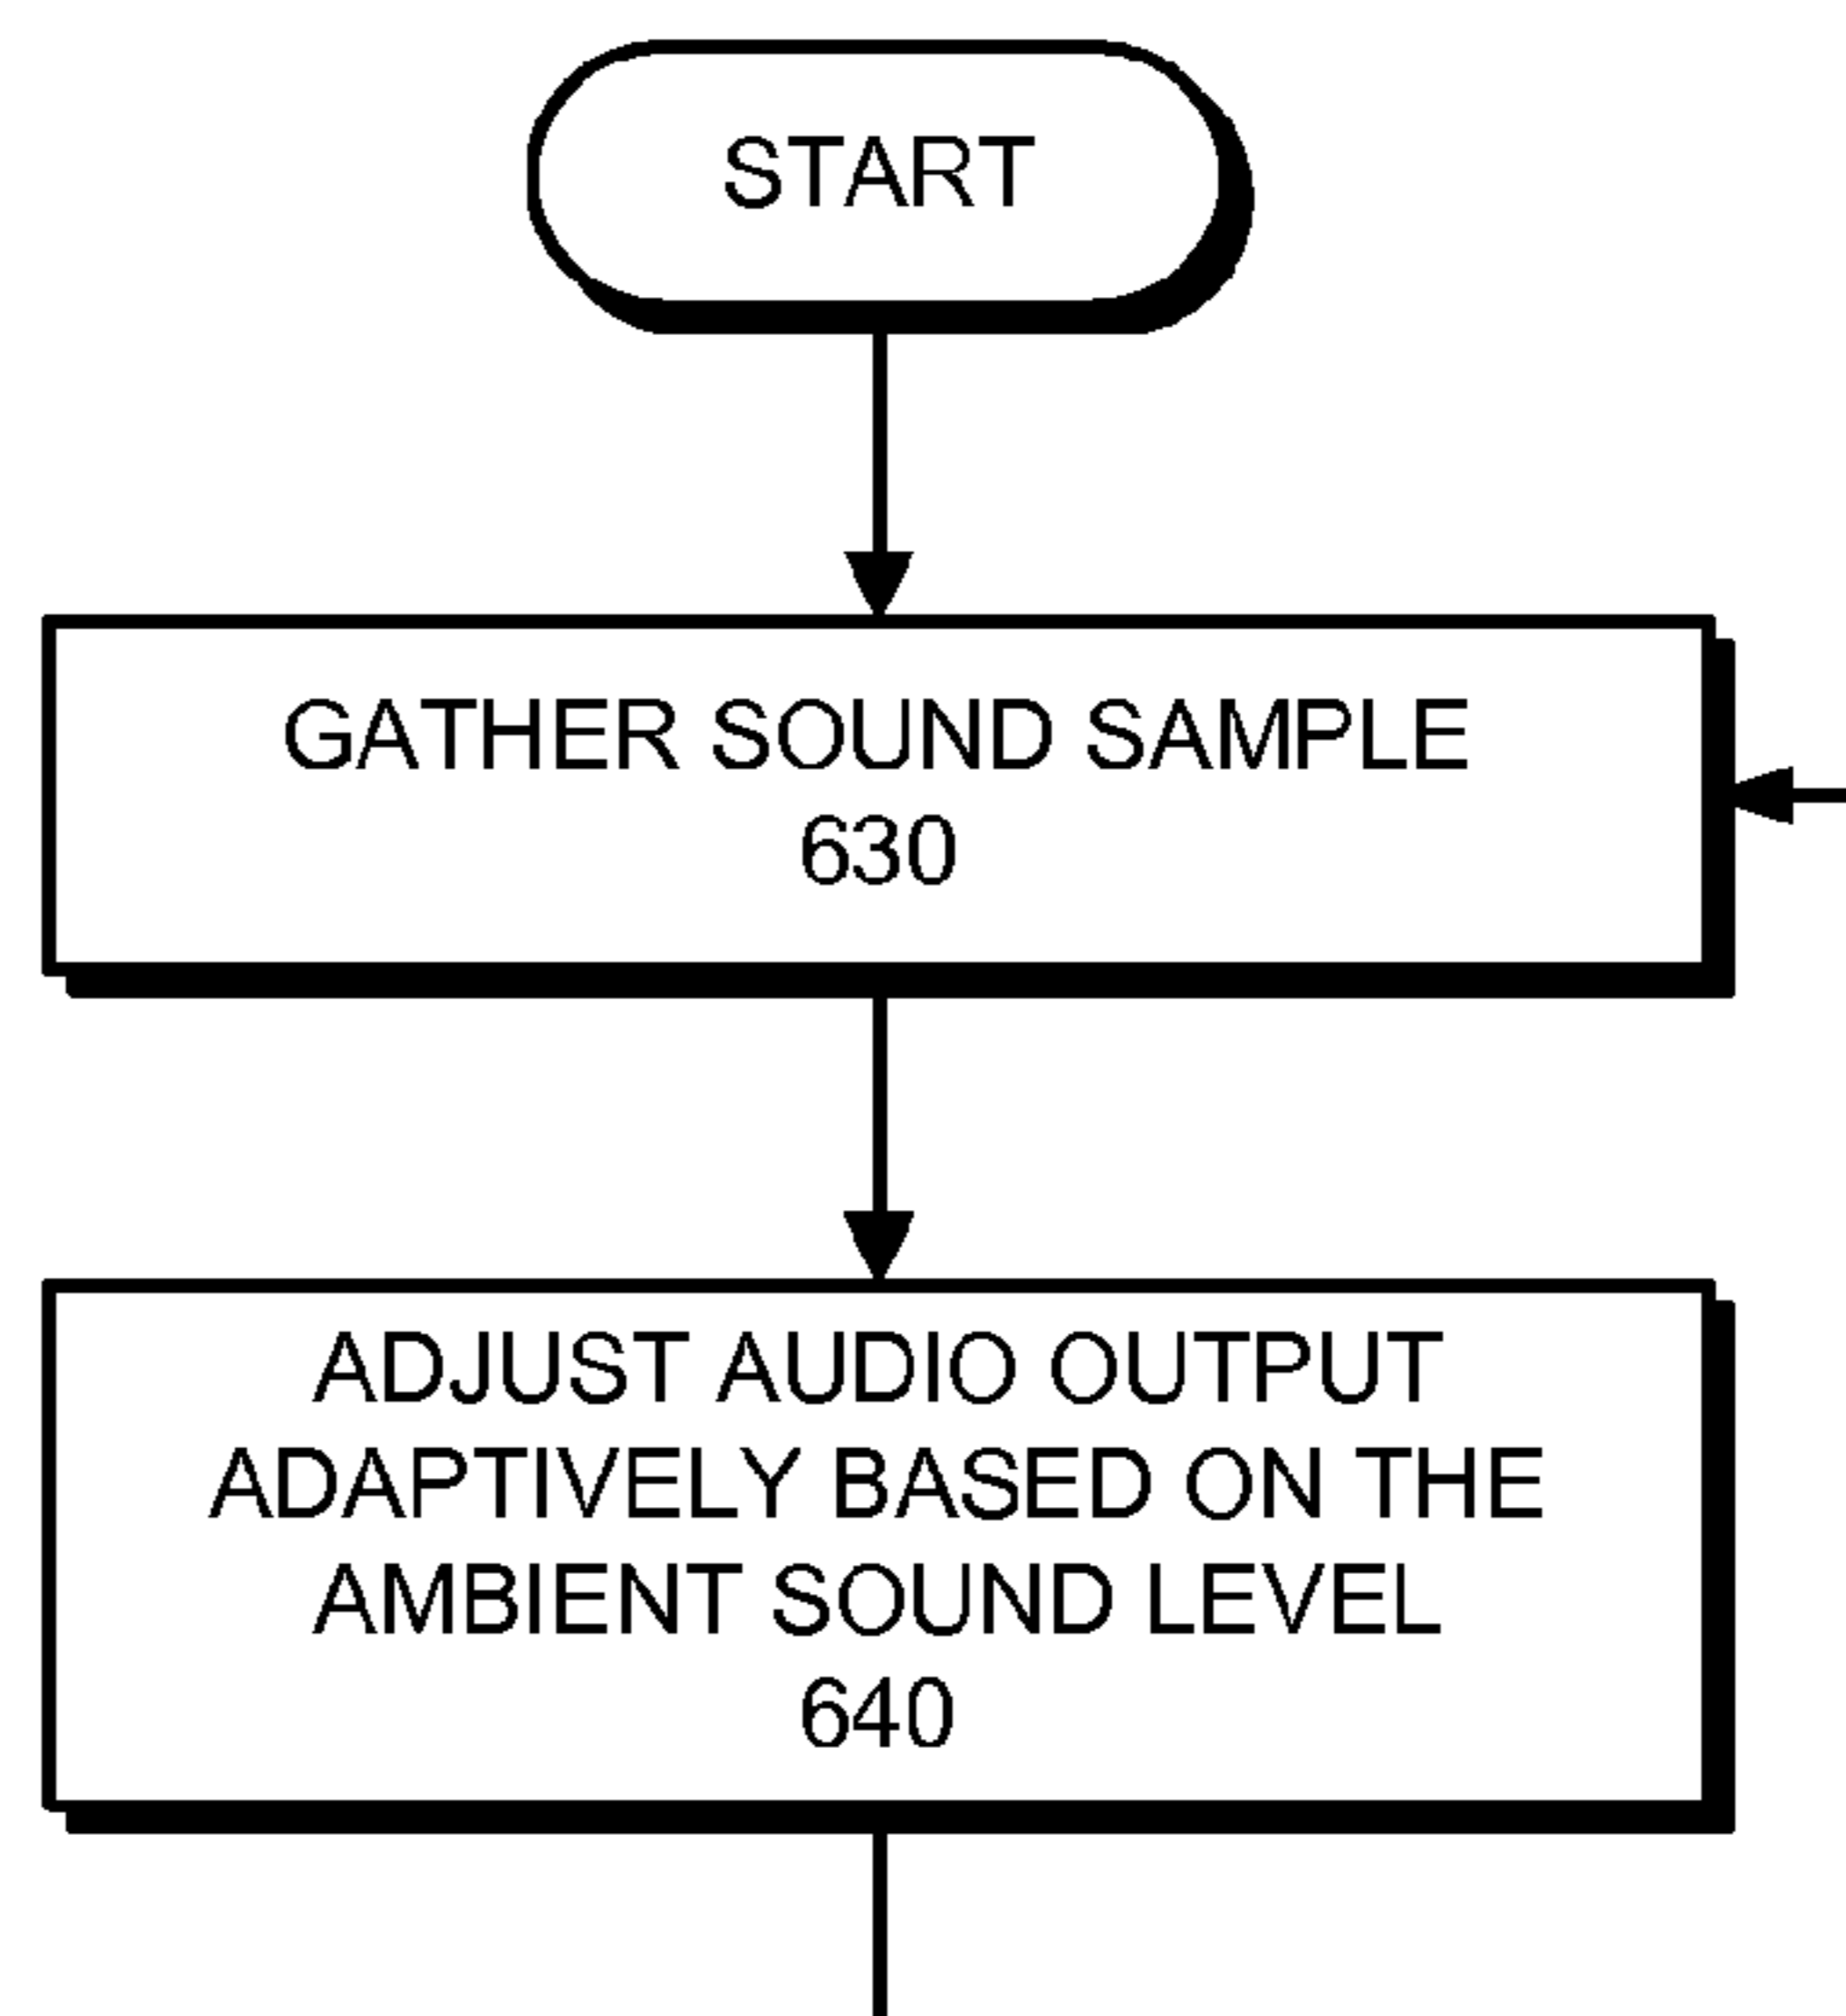 START
GATHER SOUND SAMPLE
630
ADJUST AUDIO OUTPUT
ADAPTIVELY BASED ON THE
AMBIENT SOUND LEVEL
640